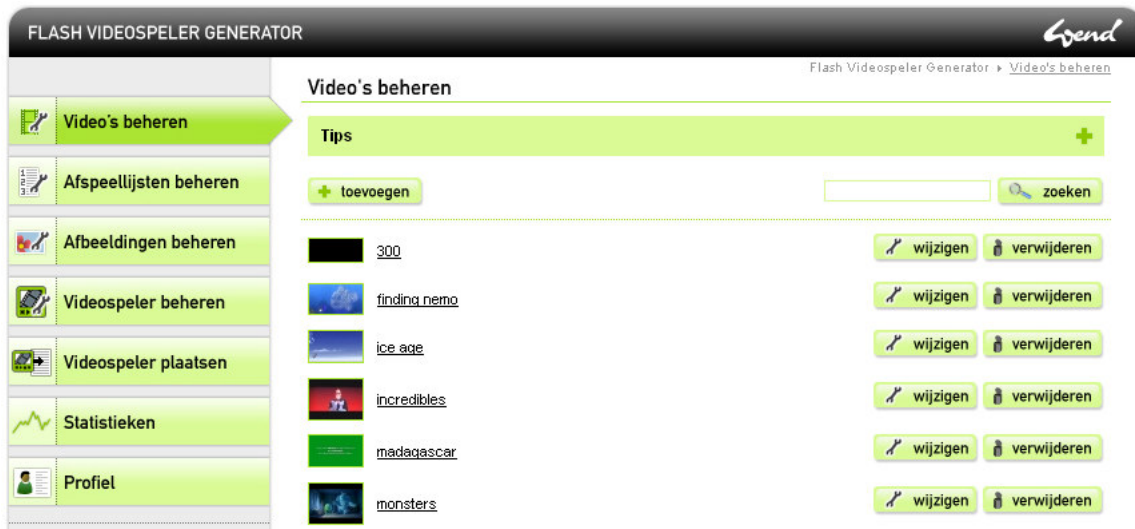 FLASH VIDEOSPELER GENERATOR
Flash Videospeler Generator ▸ Video's beheren
Video's beheren
Afspeellijsten beheren
Afbeeldingen beheren
Videospeler beheren
Videospeler plaatsen
Statistieken
Profiel
Video's beheren
Tips
toevoegen
zoeken
300 wijzigen verwijderen
finding nemo wijzigen verwijderen
ice age wijzigen verwijderen
incredibles wijzigen verwijderen
madagascar wijzigen verwijderen
monsters wijzigen verwijderen